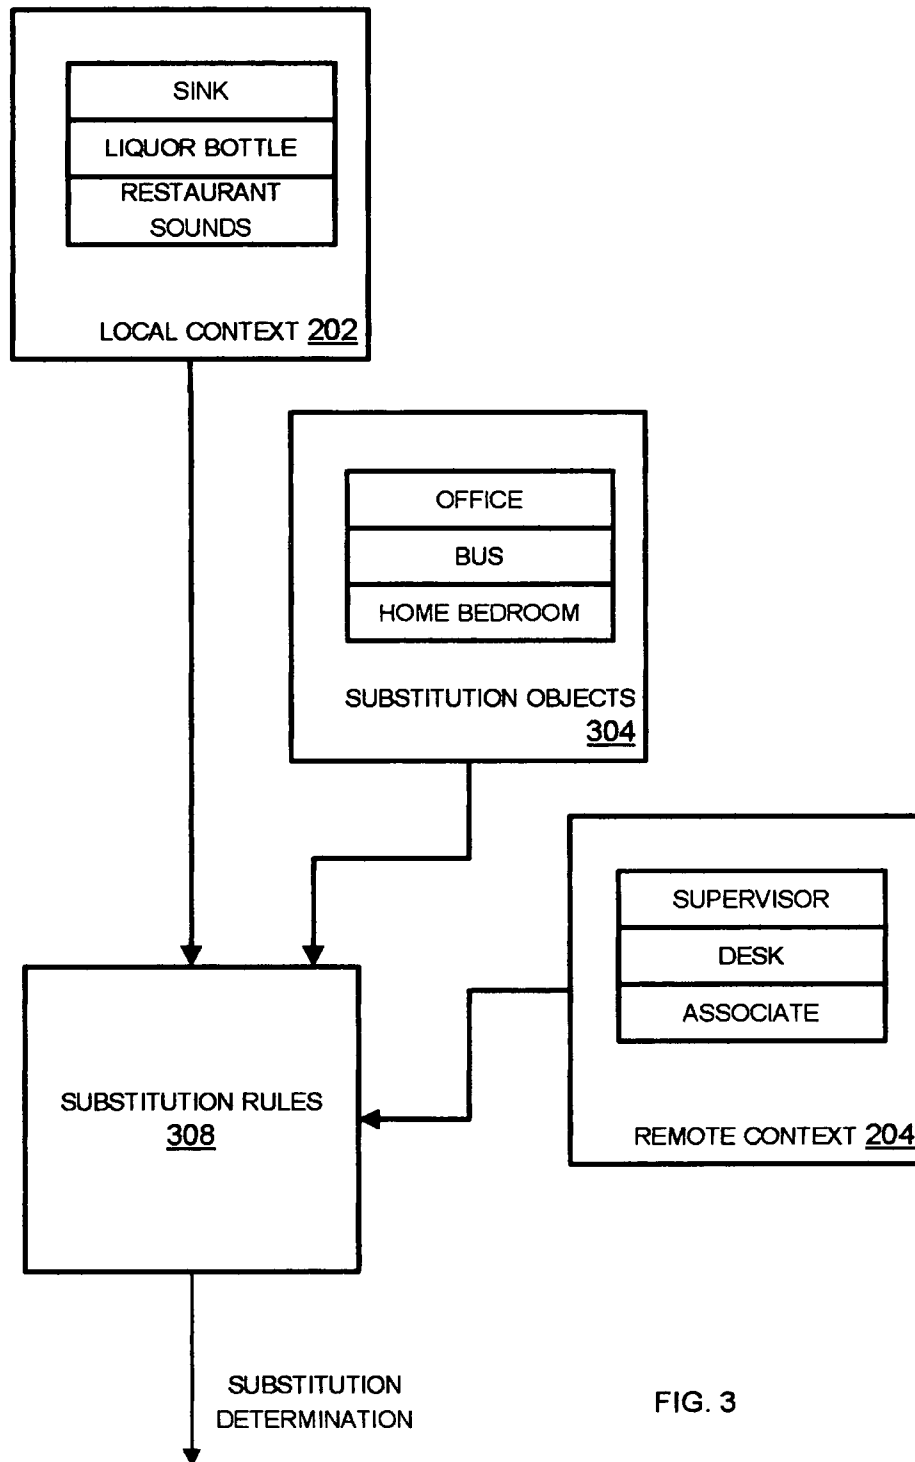 SINK
LIQUOR BOTTLE
RESTAURANT
SOUNDS
LOCAL CONTEXT 202
OFFICE
BUS
HOME BEDROOM
SUBSTITUTION OBJECTS
304
SUPERVISOR
DESK
ASSOCIATE
REMOTE CONTEXT 204
SUBSTITUTION RULES
308
SUBSTITUTION
DETERMINATION
FIG. 3